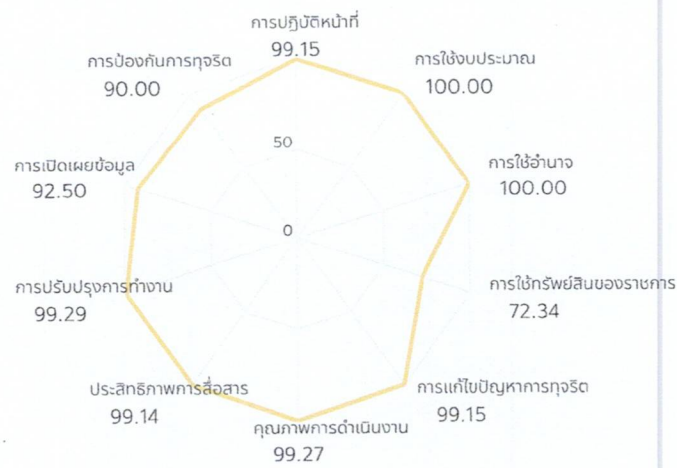 การปฏิบัติหน้าที่
99.15
การใช้งบประมาณ
100.00
การใช้อำนาจ
100.00
การใช้ทรัพย์สินของราชการ
72.34
การแก้ไขปัญหาการทุจริต
99.15
คุณภาพการดำเนินงาน
99.27
ประสิทธิภาพการสื่อสาร
99.14
การปรับปรุงการทำงาน
99.29
การเปิดเผยข้อมูล
92.50
การป้องกันการทุจริต
90.00
50
0